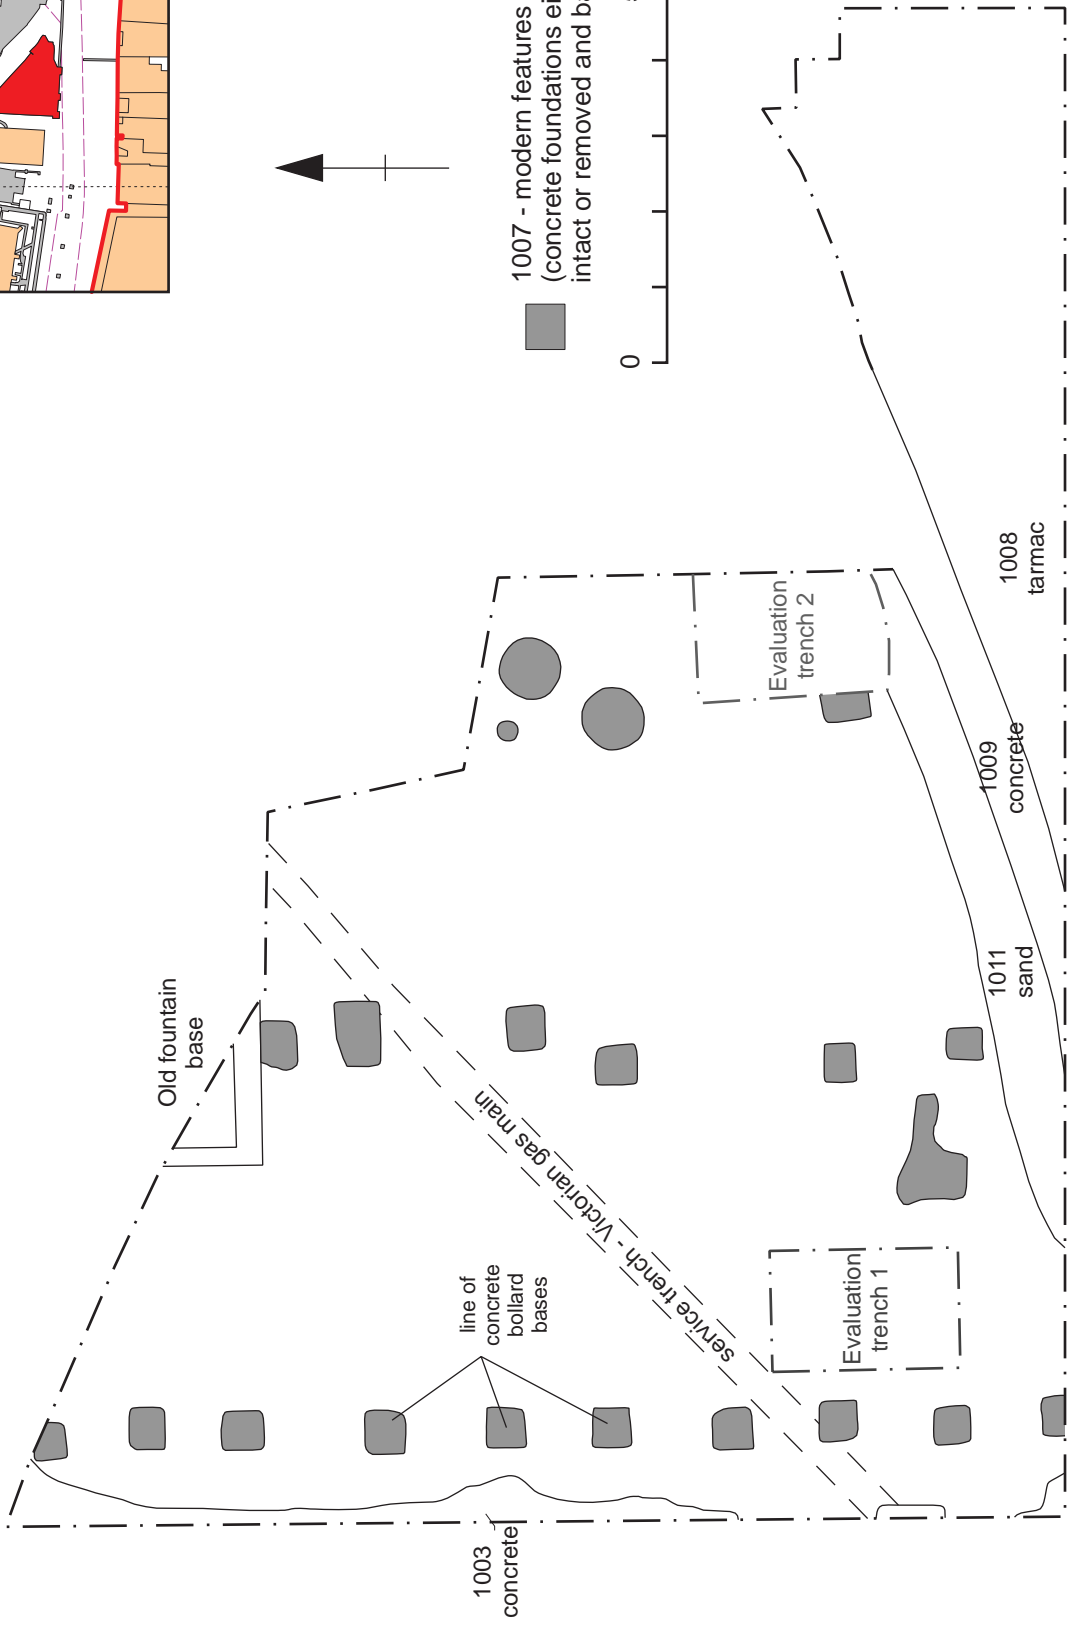 1007 - modern features
(concrete foundations ei
intact or removed and ba
0
Old fountain
base
line of
concrete
bollard
bases
service trench - Victorian gas main
Evaluation
trench 1
Evaluation
trench 2
1003
concrete
1011
sand
1009
concrete
1008
tarmac